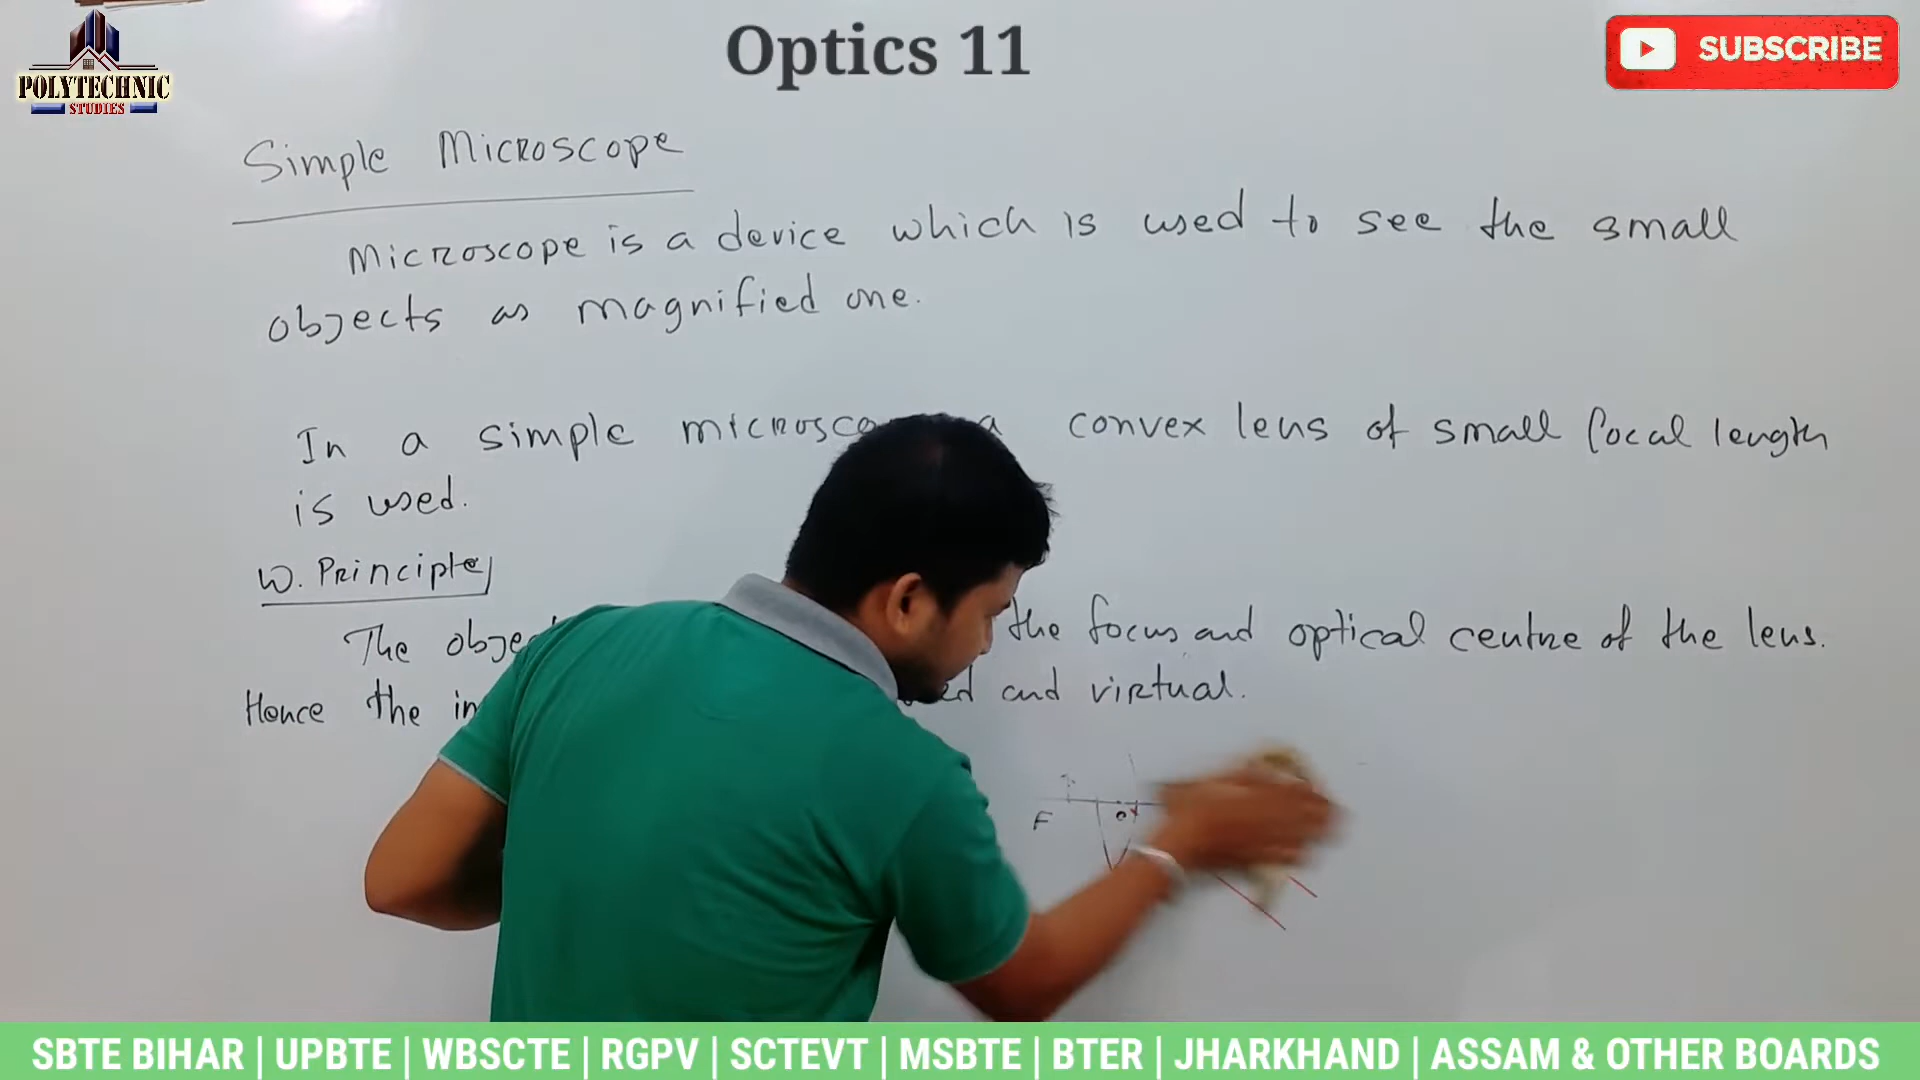 POLYTECHNIC
STUDIES
Optics 11
SUBSCRIBE
Simple Microscope
Microscope is a device which is used to see the small
objects as magnified one.
In a simple a convex lens of small focal length
is used.
W. Principle
The the focus and optical centre of the lens.
Hence the and virtual.
F
SBTE BIHAR | UPBTE | WBSCTE | RGPV | SCTEVT | MSBTE | BTER | JHARKHAND | ASSAM & OTHER BOARDS